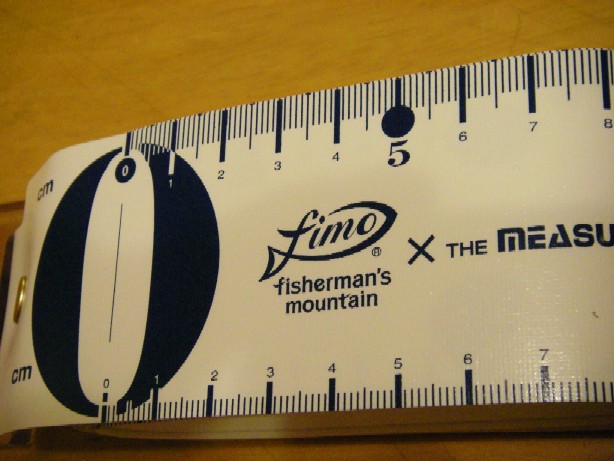 cm
0 1 2 3 4 5 6 7 8
0
fimo®
fisherman's
mountain
× THE MEASU
cm
0 1 2 3 4 5 6 7